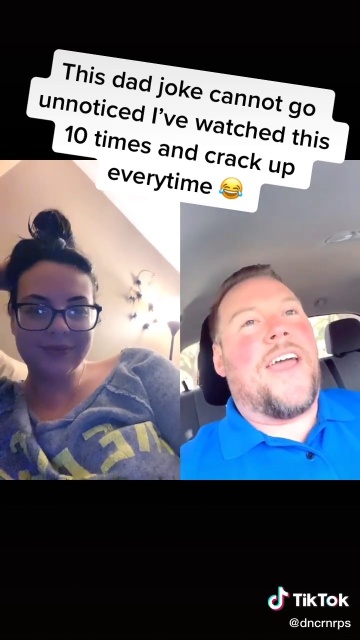 This dad joke cannot go
unnoticed I’ve watched this
10 times and crack up
everytime 😂
TikTok
@dncrnrps